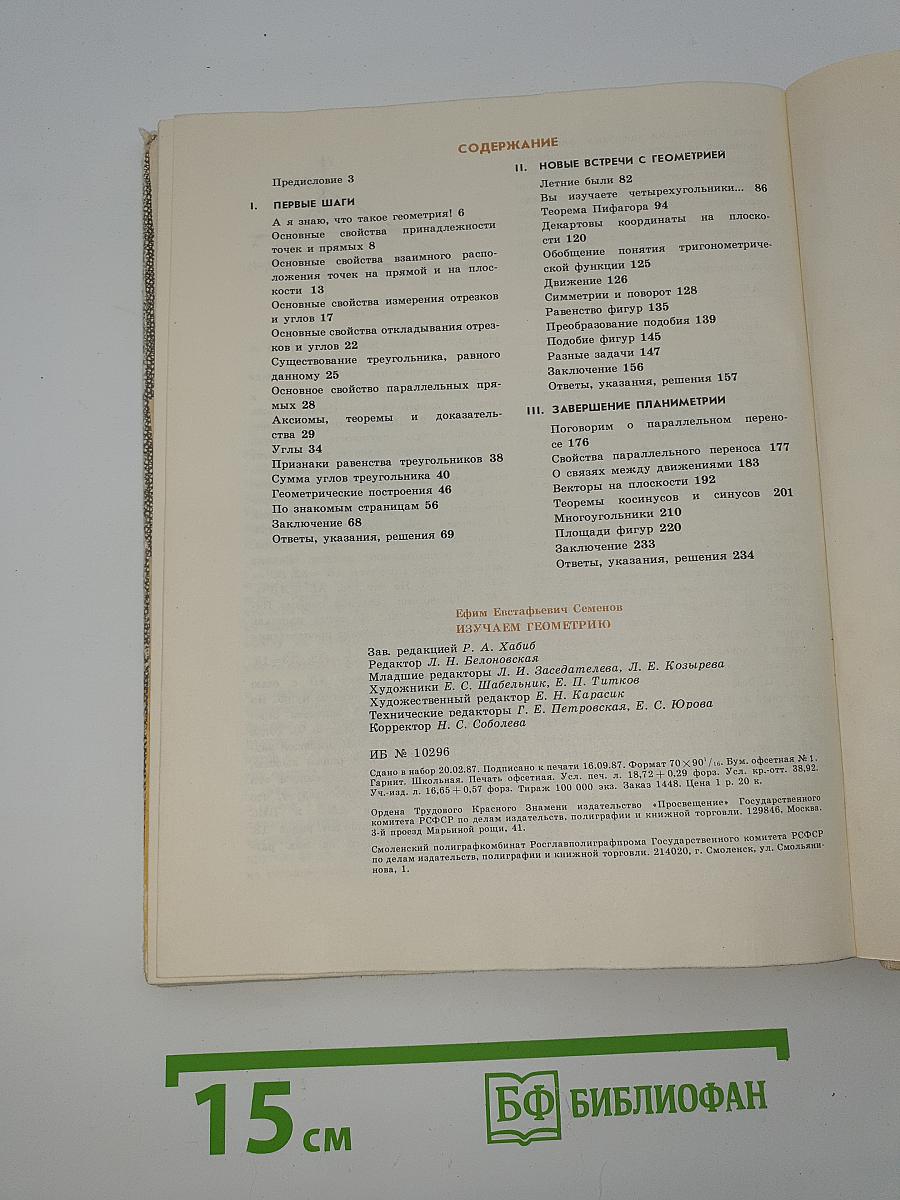 СОДЕРЖАНИЕ
Предисловие 3
I. ПЕРВЫЕ ШАГИ
А я знаю, что такое геометрия! 6
Основные свойства принадлежности
точек и прямых 8
Основные свойства взаимного распо-
ложения точек на прямой и на плос-
кости 13
Основные свойства измерения отрезков
и углов 17
Основные свойства откладывания отрез-
ков и углов 22
Существование треугольника, равного
данному 25
Основное свойство параллельных пря-
мых 28
Аксиомы, теоремы и доказатель-
ства 29
Углы 34
Признаки равенства треугольников 38
Сумма углов треугольника 40
Геометрические построения 46
По знакомым страницам 56
Заключение 68
Ответы, указания, решения 69
II. НОВЫЕ ВСТРЕЧИ С ГЕОМЕТРИЕЙ
Летние были 82
Вы изучаете четырехугольники... 86
Теорема Пифагора 94
Декартовы координаты на плоско-
сти 120
Обобщение понятия тригонометриче-
ской функции 125
Движение 126
Симметрии и поворот 128
Равенство фигур 135
Преобразование подобия 139
Подобие фигур 145
Разные задачи 147
Заключение 156
Ответы, указания, решения 157
III. ЗАВЕРШЕНИЕ ПЛАНИМЕТРИИ
Поговорим о параллельном перено-
се 176
Свойства параллельного переноса 177
О связях между движениями 183
Векторы на плоскости 192
Теоремы косинусов и синусов 201
Многоугольники 210
Площади фигур 220
Заключение 233
Ответы, указания, решения 234
Ефим Евстафьевич Семенов
ИЗУЧАЕМ ГЕОМЕТРИЮ
Зав. редакцией Р. А. Хабиб
Редактор Л. Н. Белоновская
Младшие редакторы Л. И. Заседателева, Л. Е. Козырева
Художники Е. С. Шабельник, Е. П. Титков
Художественный редактор Е. Н. Карасик
Технические редакторы Г. Е. Петровская, Е. С. Юрова
Корректор Н. С. Соболева
ИБ № 10296
Сдано в набор 20.02.87. Подписано к печати 16.09.87. Формат 70×90¹/₁₆. Бум. офсетная №1.
Гарнит. Школьная. Печать офсетная. Усл. печ. л. 18,72+0,29 форз. Усл. кр.-отт. 38,92.
Уч.-изд. л. 16,65+0,57 форз. Тираж 100 000 экз. Заказ 1448. Цена 1 р. 20 к.
Ордена Трудового Красного Знамени издательство «Просвещение» Государственного
комитета РСФСР по делам издательств, полиграфии и книжной торговли. 129846, Москва,
3-й проезд Марьиной рощи, 41.
Смоленский полиграфкомбинат Росглавполиграфпрома Государственного комитета РСФСР
по делам издательств, полиграфии и книжной торговли. 214020, г. Смоленск, ул. Смольяни-
нова, 1.
15 см
БФ БИБЛИОФАН